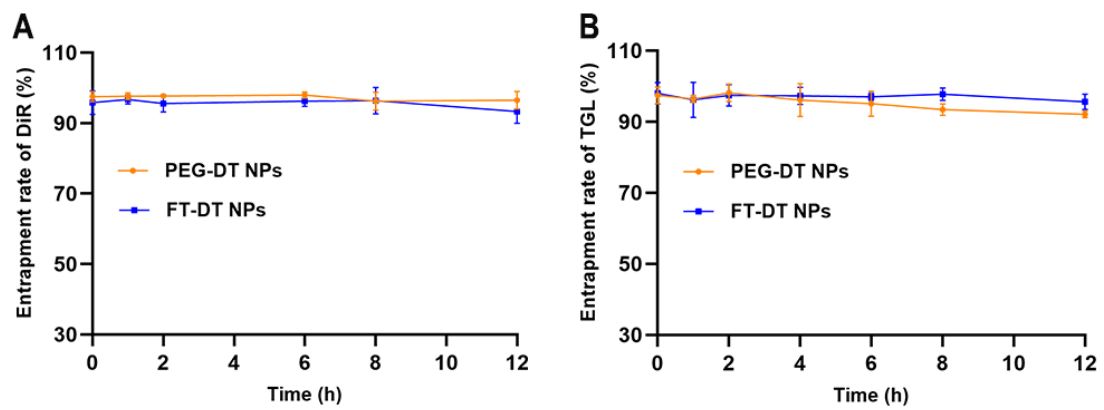 A
Entrapment rate of DiR (%)
110
90
70
50
30
PEG-DT NPs
FT-DT NPs
0 2 4 6 8 10 12
Time (h)
B
Entrapment rate of TGL (%)
110
90
70
50
30
PEG-DT NPs
FT-DT NPs
0 2 4 6 8 10 12
Time (h)